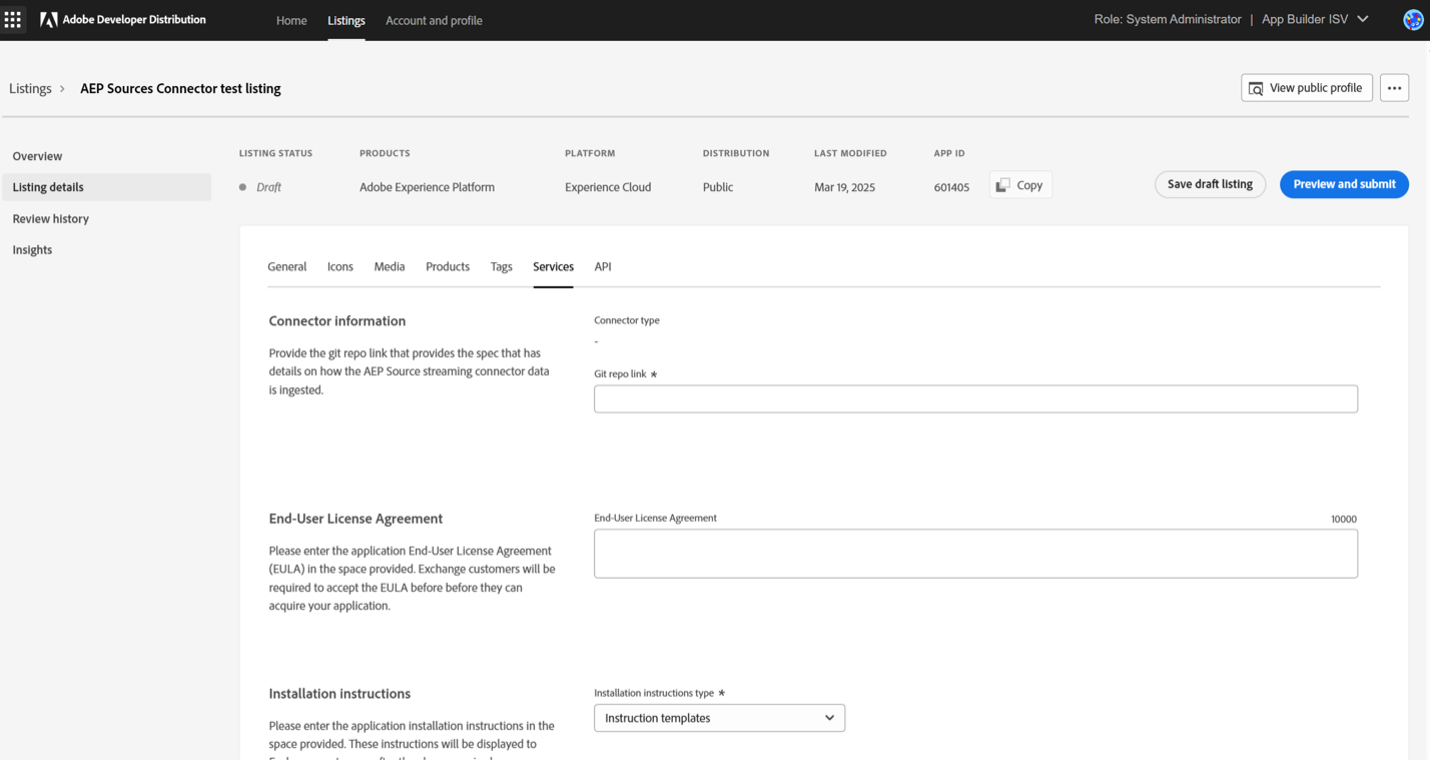 Adobe Developer Distribution
Home Listings Account and profile
Role: System Administrator | App Builder ISV
Listings > AEP Sources Connector test listing
View public profile
Overview
Listing details
Review history
Insights
LISTING STATUS PRODUCTS PLATFORM DISTRIBUTION LAST MODIFIED APP ID
Draft Adobe Experience Platform Experience Cloud Public Mar 19, 2025 601405 Copy
Save draft listing Preview and submit
General Icons Media Products Tags Services API
Connector information
Provide the git repo link that provides the spec that has
details on how the AEP Source streaming connector data
is ingested.
Connector type
-
Git repo link *
End-User License Agreement
Please enter the application End-User License Agreement
(EULA) in the space provided. Exchange customers will be
required to accept the EULA before before they can
acquire your application.
End-User License Agreement 10000
Installation instructions
Please enter the application installation instructions in the
space provided. These instructions will be displayed to
Installation instructions type *
Instruction templates